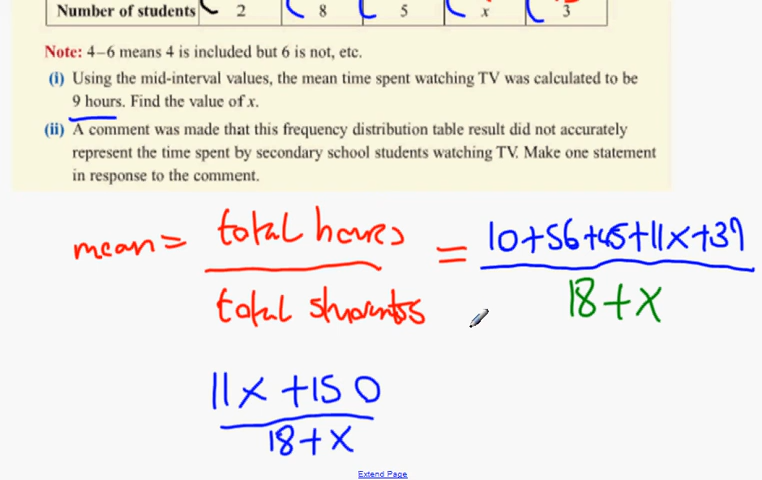 Number of students 2 8 5 x 3
Note: 4–6 means 4 is included but 6 is not, etc.
(i) Using the mid-interval values, the mean time spent watching TV was calculated to be
9 hours. Find the value of x.
(ii) A comment was made that this frequency distribution table result did not accurately
represent the time spent by secondary school students watching TV. Make one statement
in response to the comment.
mean = total hours / total students = 10+56+45+11x+39 / 18+x
11x+150
18+x
Extend Page